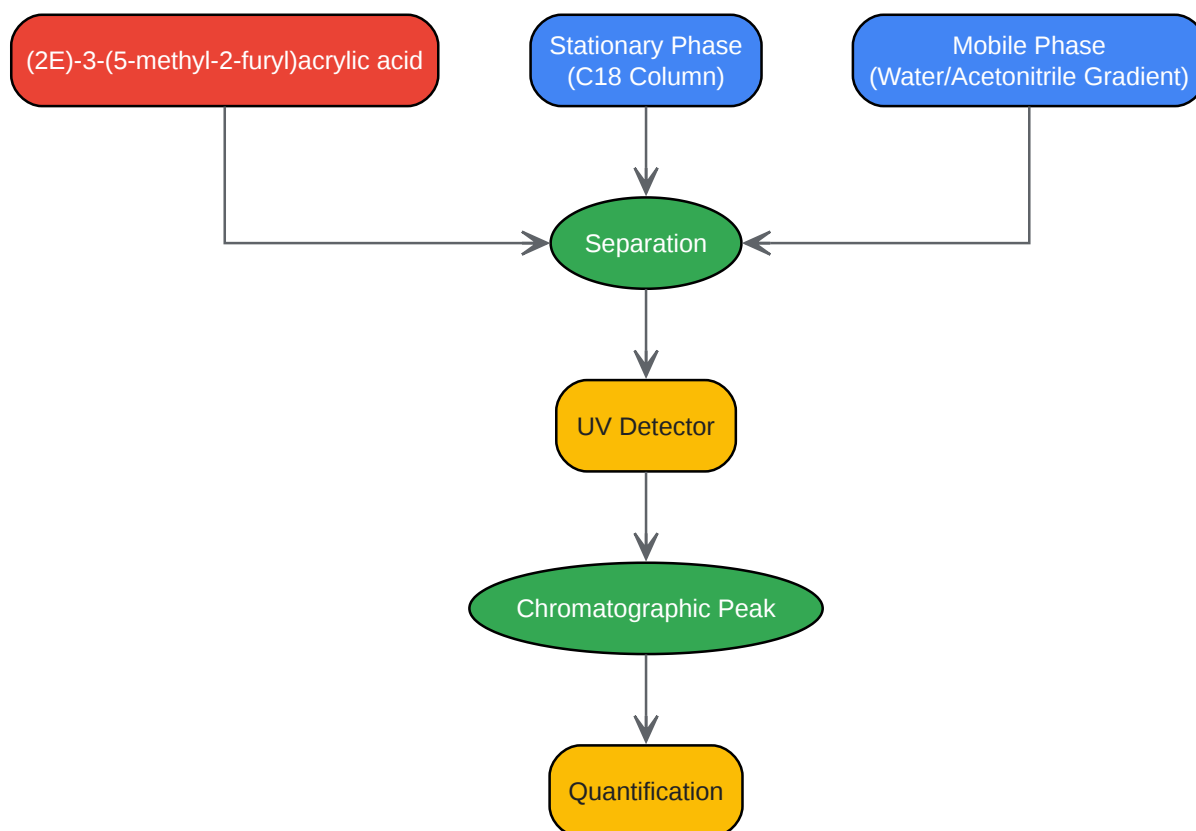 (2E)-3-(5-methyl-2-furyl)acrylic acid
Stationary Phase
(C18 Column)
Mobile Phase
(Water/Acetonitrile Gradient)
Separation
UV Detector
Chromatographic Peak
Quantification